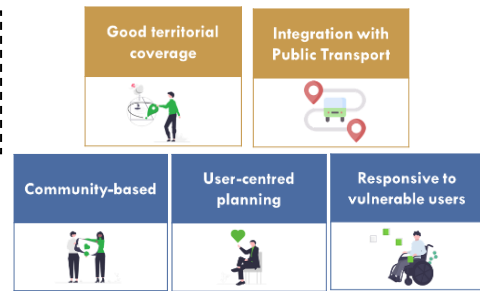 Good territorial
coverage
Integration with
Public Transport
Community-based
User-centred
planning
Responsive to
vulnerable users